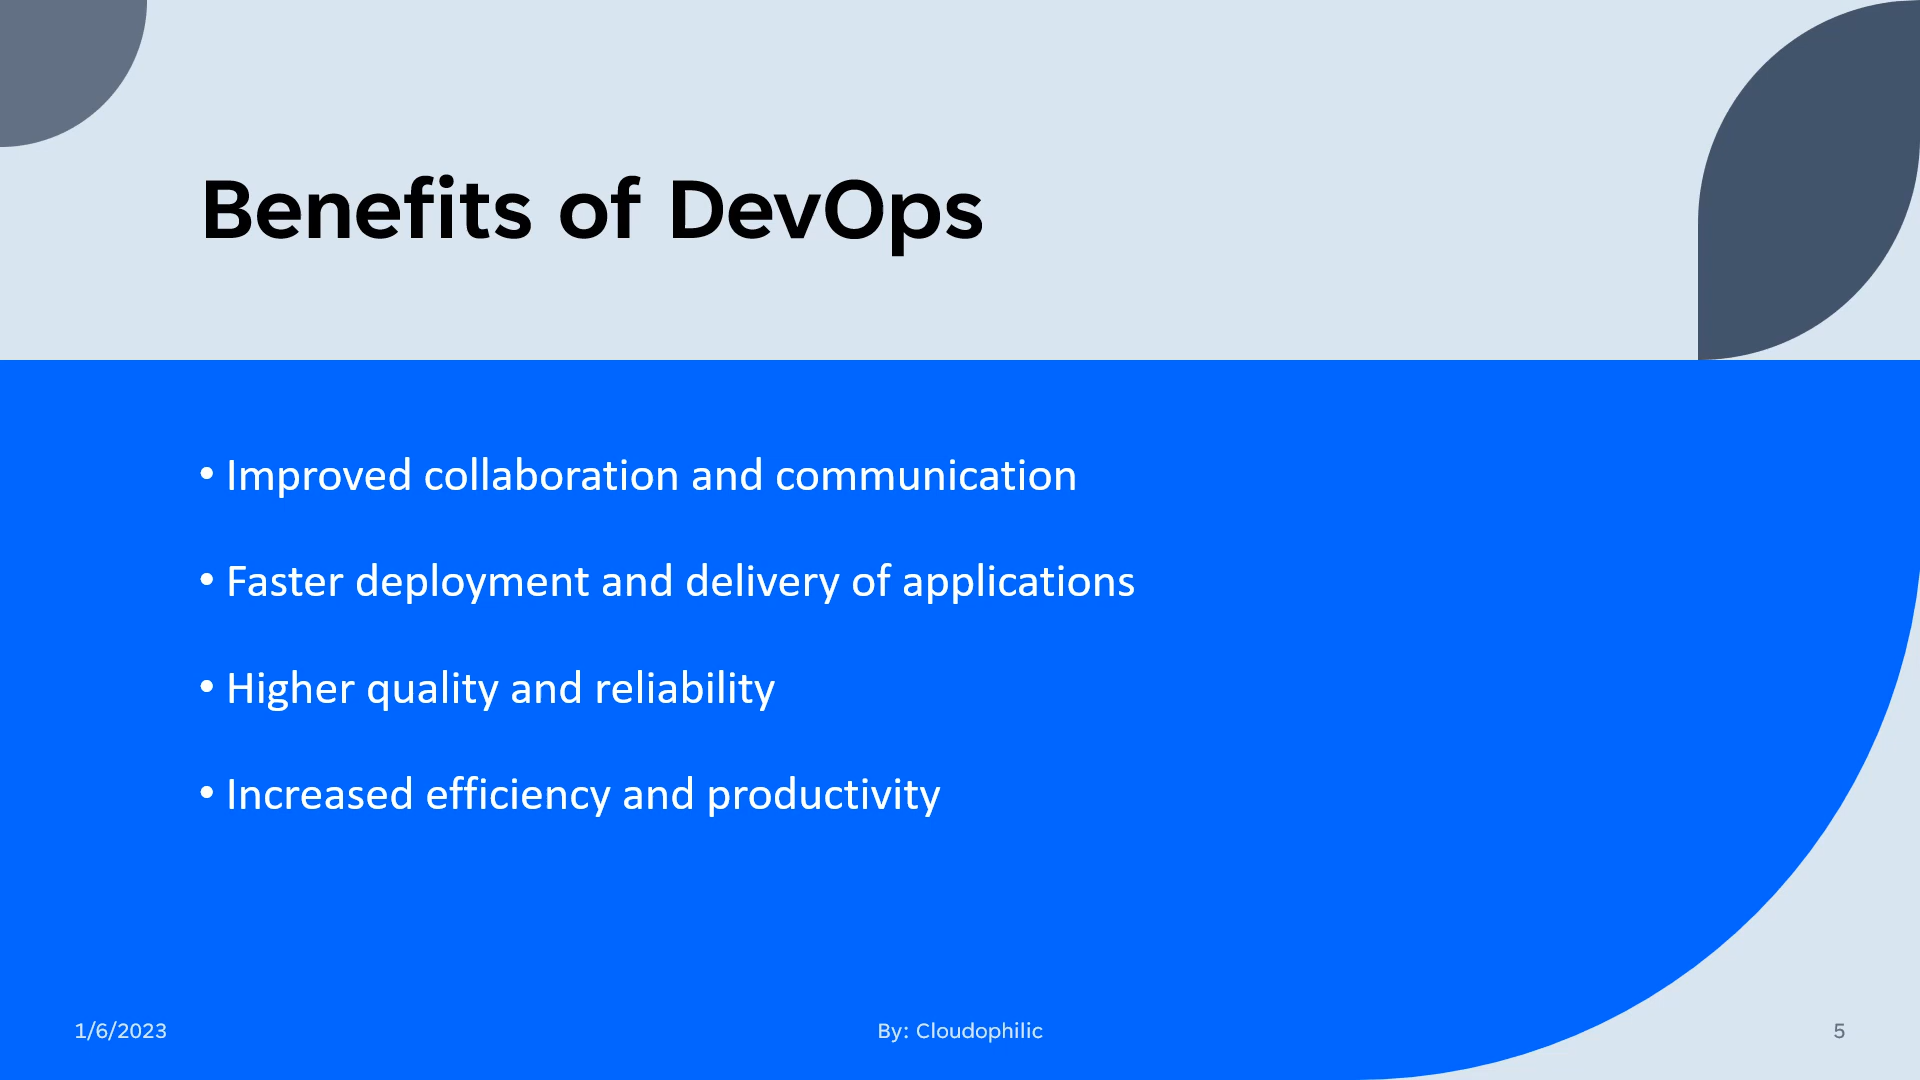 Benefits of DevOps
• Improved collaboration and communication
• Faster deployment and delivery of applications
• Higher quality and reliability
• Increased efficiency and productivity
1/6/2023
By: Cloudophilic
5